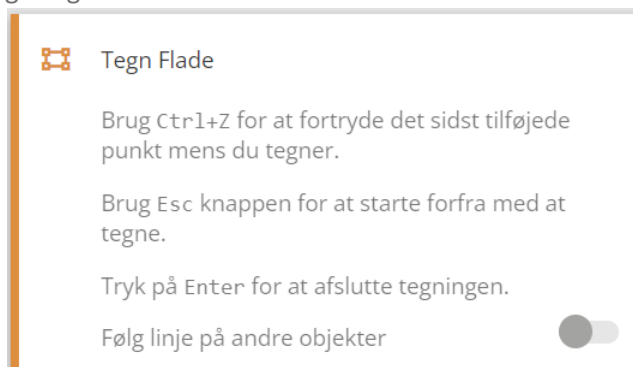 Tegn Flade
Brug Ctrl+Z for at fortryde det sidst tilføjede
punkt mens du tegner.
Brug Esc knappen for at starte forfra med at
tegne.
Tryk på Enter for at afslutte tegningen.
Følg linje på andre objekter